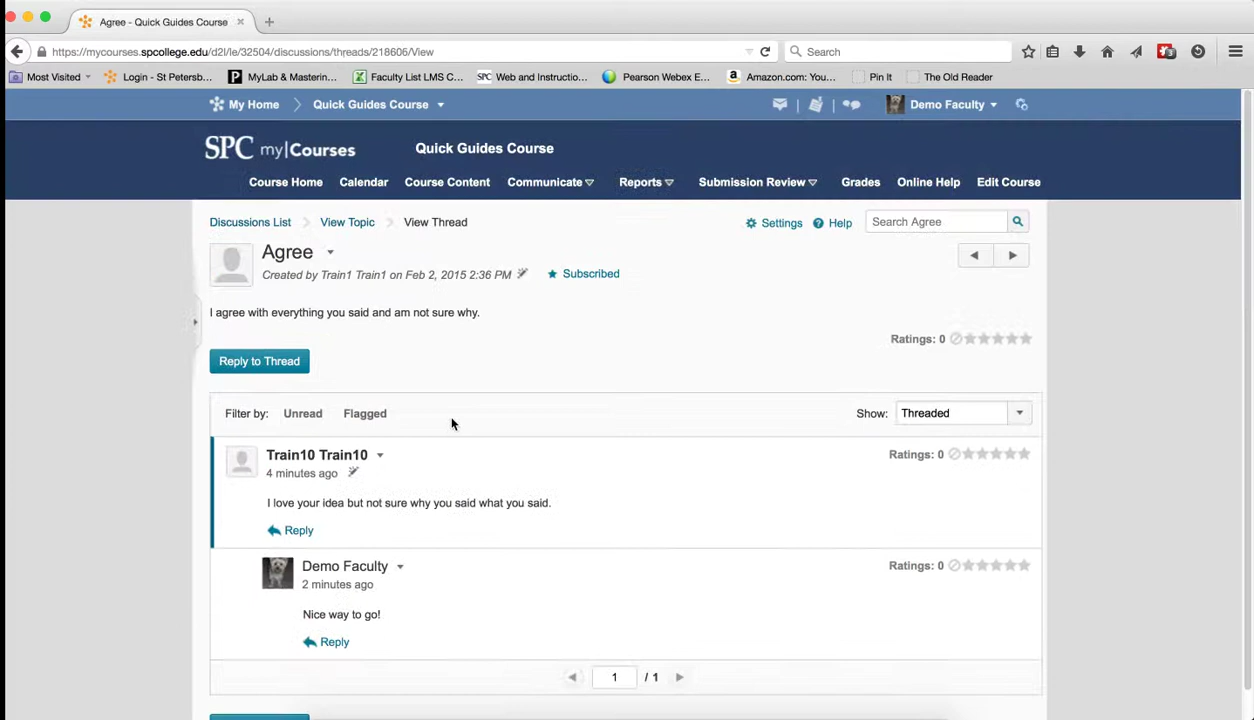 Agree - Quick Guides Course
https://mycourses.spcollege.edu/d2l/le/32504/discussions/threads/218606/View
Search
Most Visited
Login - St Petersb...
MyLab & Mastering...
Faculty List LMS C...
SPC Web and Instructio...
Pearson Webex E...
Amazon.com: You...
Pin It
The Old Reader
My Home
Quick Guides Course
Demo Faculty
SPC my|Courses
Quick Guides Course
Course Home
Calendar
Course Content
Communicate
Reports
Submission Review
Grades
Online Help
Edit Course
Discussions List
View Topic
View Thread
Settings
Help
Search Agree
Agree
Created by Train1 Train1 on Feb 2, 2015 2:36 PM
Subscribed
I agree with everything you said and am not sure why.
Ratings: 0
Reply to Thread
Filter by: Unread Flagged
Show: Threaded
Train10 Train10
Ratings: 0
4 minutes ago
I love your idea but not sure why you said what you said.
Reply
Demo Faculty
Ratings: 0
2 minutes ago
Nice way to go!
Reply
1 / 1